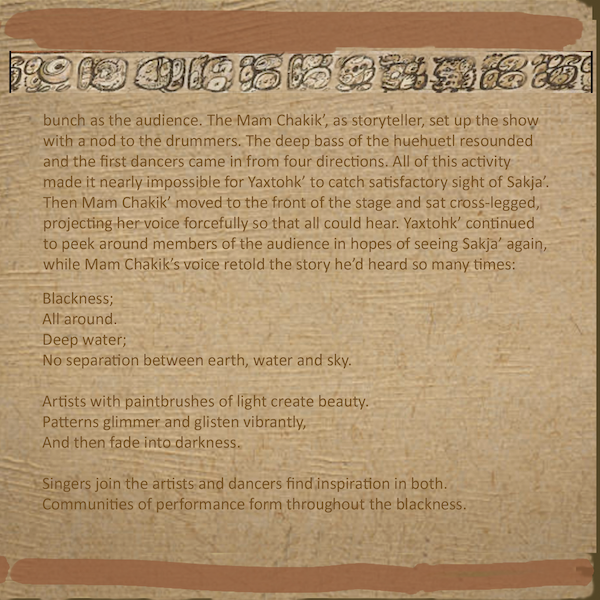 bunch as the audience. The Mam Chakik’, as storyteller, set up the show
with a nod to the drummers. The deep bass of the huehuetl resounded
and the first dancers came in from four directions. All of this activity
made it nearly impossible for Yaxtohk’ to catch satisfactory sight of Sakja’.
Then Mam Chakik’ moved to the front of the stage and sat cross-legged,
projecting her voice forcefully so that all could hear. Yaxtohk’ continued
to peek around members of the audience in hopes of seeing Sakja’ again,
while Mam Chakik’s voice retold the story he’d heard so many times:
Blackness;
All around.
Deep water;
No separation between earth, water and sky.
Artists with paintbrushes of light create beauty.
Patterns glimmer and glisten vibrantly,
And then fade into darkness.
Singers join the artists and dancers find inspiration in both.
Communities of performance form throughout the blackness.